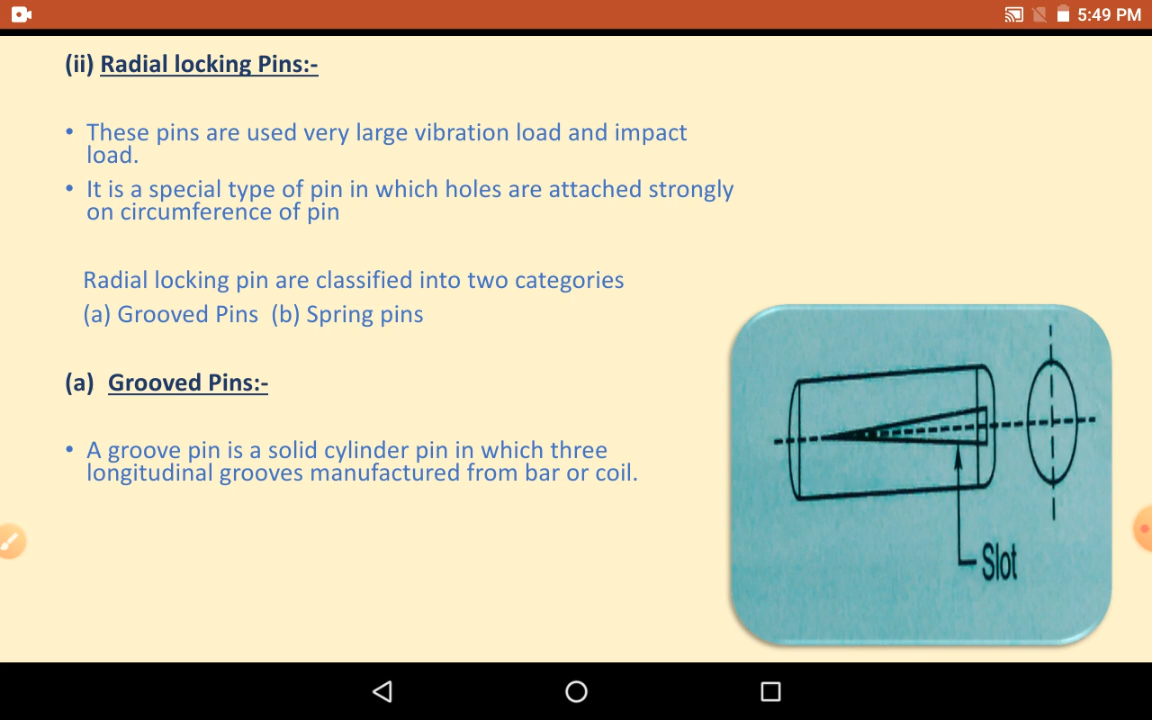 5:49 PM
(ii) Radial locking Pins:-
• These pins are used very large vibration load and impact
load.
• It is a special type of pin in which holes are attached strongly
on circumference of pin
Radial locking pin are classified into two categories
(a) Grooved Pins (b) Spring pins
(a) Grooved Pins:-
• A groove pin is a solid cylinder pin in which three
longitudinal grooves manufactured from bar or coil.
Slot